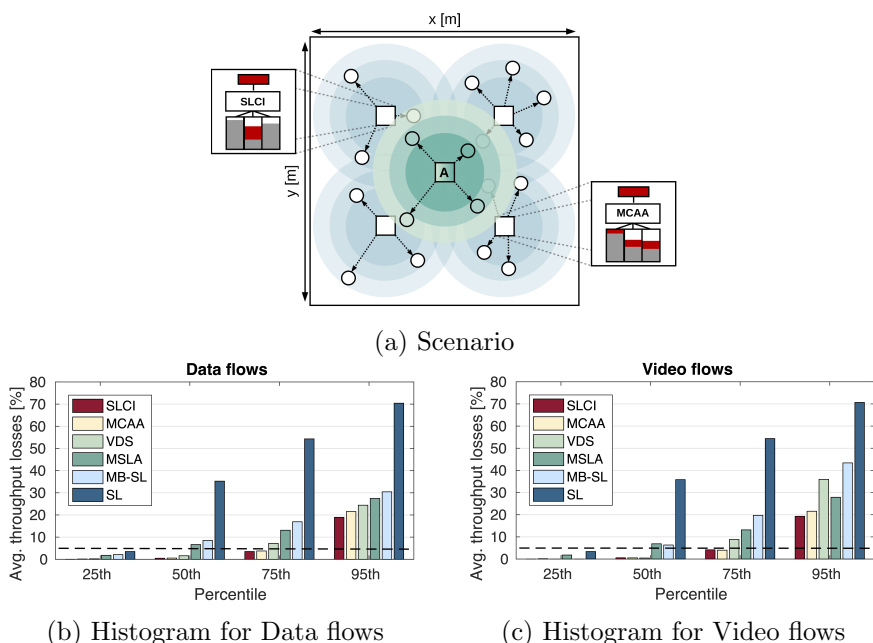 x [m]
y [m]
SLCI
A
MCAA
(a) Scenario
Data flows
Avg. throughput losses [%]
80
70
60
50
40
30
20
10
0
SLCI
MCAA
VDS
MSLA
MB-SL
SL
25th 50th 75th 95th
Percentile
(b) Histogram for Data flows
Video flows
Avg. throughput losses [%]
80
70
60
50
40
30
20
10
0
SLCI
MCAA
VDS
MSLA
MB-SL
SL
25th 50th 75th 95th
Percentile
(c) Histogram for Video flows